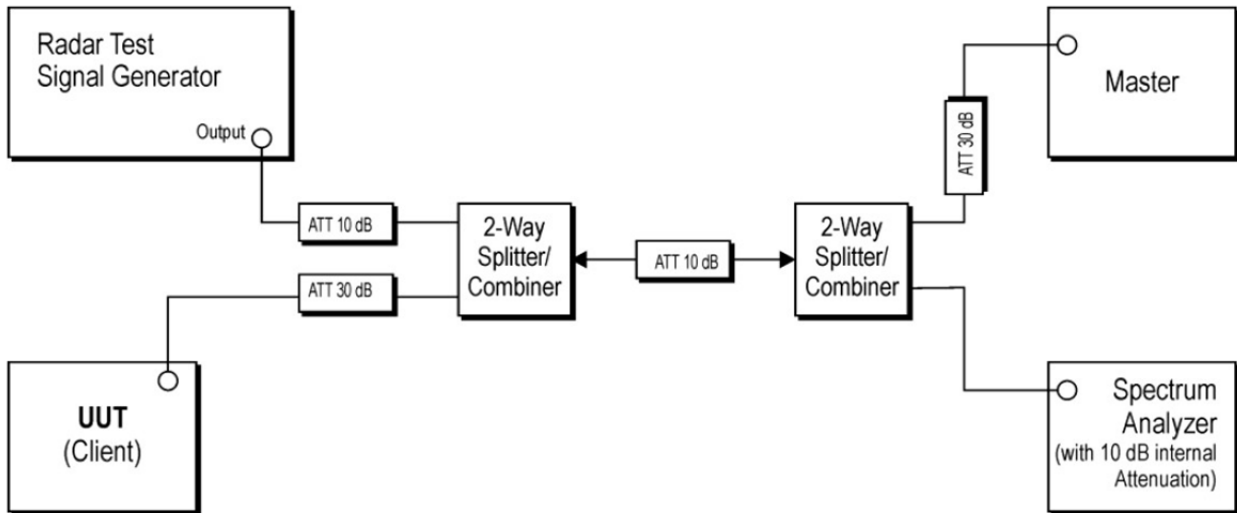 Radar Test
Signal Generator
Output
Master
ATT 30 dB
ATT 10 dB
2-Way
Splitter/
Combiner
ATT 10 dB
2-Way
Splitter/
Combiner
ATT 30 dB
UUT
(Client)
Spectrum
Analyzer
(with 10 dB internal
Attenuation)